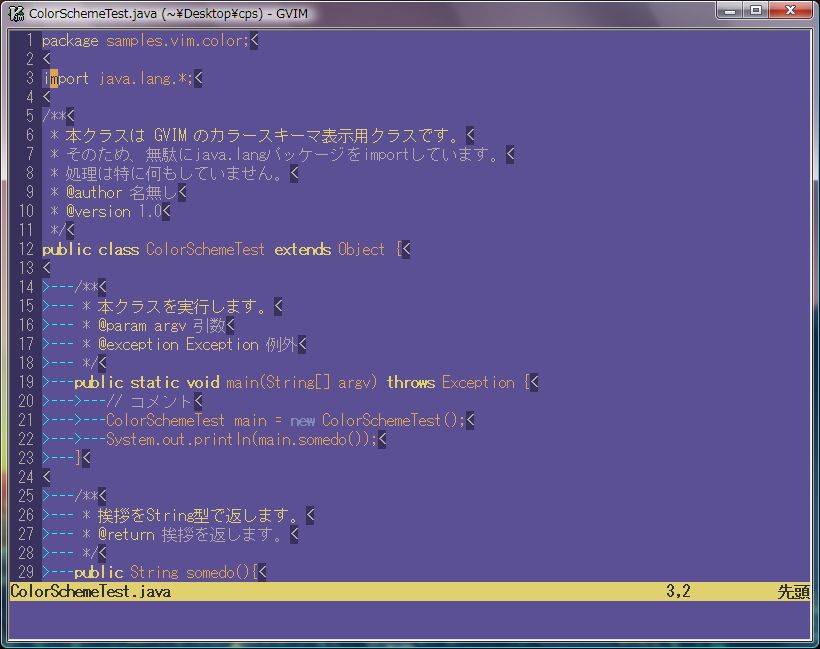 ColorSchemeTest.java (~¥Desktop¥cps) - GVIM
1 package samples.vim.color;<
2 <
3 import java.lang.*;<
4 <
5 /**<
6  * 本クラスは GVIM のカラースキーマ表示用クラスです。<
7  * そのため、無駄にjava.langパッケージをimportしています。<
8  * 処理は特に何もしていません。<
9  * @author 名無し<
10  * @version 1.0<
11  */<
12 public class ColorSchemeTest extends Object {<
13 <
14 >---/**<
15 >--- * 本クラスを実行します。<
16 >--- * @param argv 引数<
17 >--- * @exception Exception 例外<
18 >--- */<
19 >---public static void main(String[] argv) throws Exception {<
20 >--->---// コメント<
21 >--->---ColorSchemeTest main = new ColorSchemeTest();<
22 >--->---System.out.println(main.somedo());<
23 >---}<
24 <
25 >---/**<
26 >--- * 挨拶をString型で返します。<
27 >--- * @return 挨拶を返します。<
28 >--- */<
29 >---public String somedo(){<
ColorSchemeTest.java 3,2 先頭